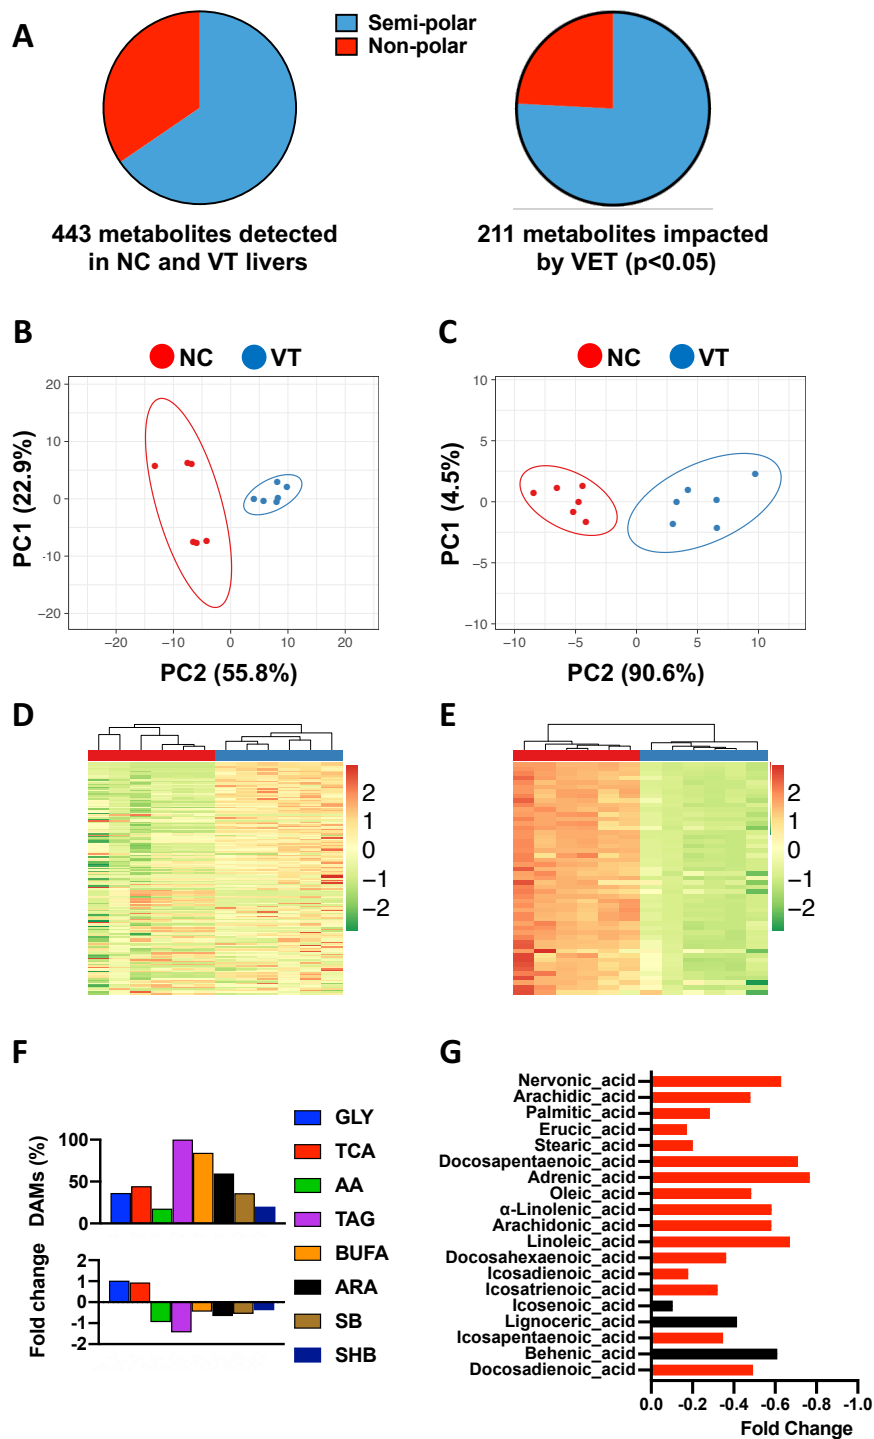 A
Semi-polar
Non-polar
443 metabolites detected
in NC and VT livers
211 metabolites impacted
by VET (p<0.05)
B
NC VT
20
10
0
-10
−20
−20 −10 0 10 20
PC1 (22.9%)
PC2 (55.8%)
C
NC VT
10
5
0
−5
−10
−10 −5 0 5 10
PC1 (4.5%)
PC2 (90.6%)
D
2
1
0
−1
−2
E
2
1
0
−1
−2
F
DAMs (%)
100
50
0
Fold change
2
1
0
-1
-2
GLY
TCA
AA
TAG
BUFA
ARA
SB
SHB
G
Nervonic_acid
Arachidic_acid
Palmitic_acid
Erucic_acid
Stearic_acid
Docosapentaenoic_acid
Adrenic_acid
Oleic_acid
α-Linolenic_acid
Arachidonic_acid
Linoleic_acid
Docosahexaenoic_acid
Icosadienoic_acid
Icosatrienoic_acid
Icosenoic_acid
Lignoceric_acid
Icosapentaenoic_acid
Behenic_acid
Docosadienoic_acid
0.0 -0.2 -0.4 -0.6 -0.8 -1.0
Fold Change